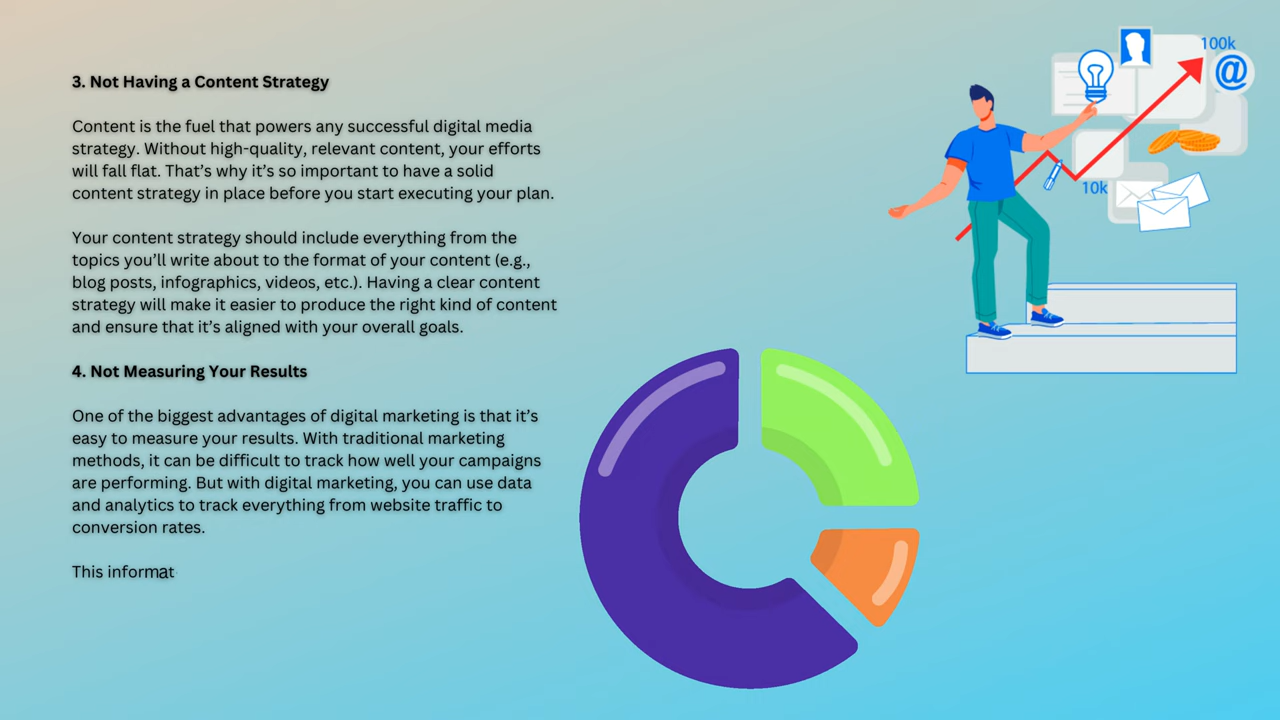 3. Not Having a Content Strategy
Content is the fuel that powers any successful digital media
strategy. Without high-quality, relevant content, your efforts
will fall flat. That’s why it’s so important to have a solid
content strategy in place before you start executing your plan.
Your content strategy should include everything from the
topics you’ll write about to the format of your content (e.g.,
blog posts, infographics, videos, etc.). Having a clear content
strategy will make it easier to produce the right kind of content
and ensure that it’s aligned with your overall goals.
4. Not Measuring Your Results
One of the biggest advantages of digital marketing is that it’s
easy to measure your results. With traditional marketing
methods, it can be difficult to track how well your campaigns
are performing. But with digital marketing, you can use data
and analytics to track everything from website traffic to
conversion rates.
This informat
100k
@
10k